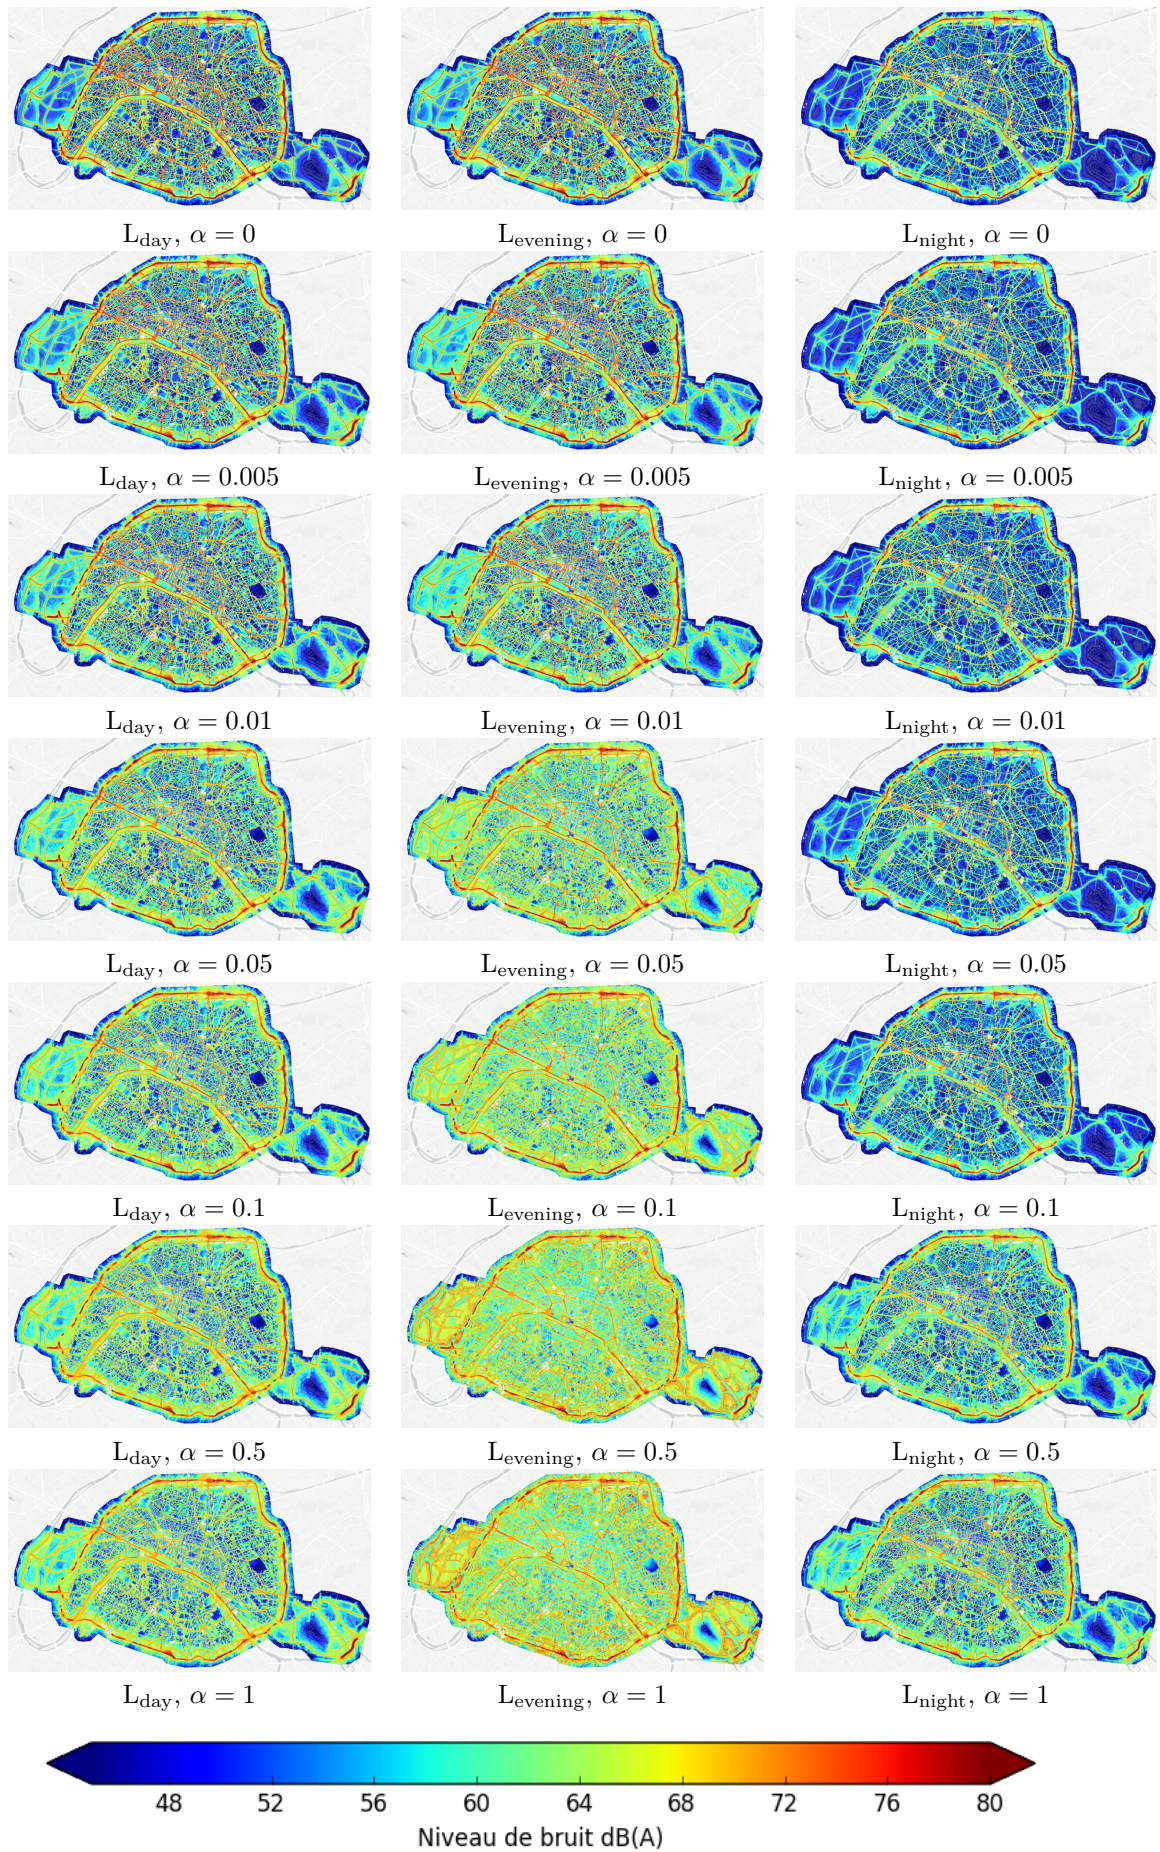 L_day, α = 0 L_evening, α = 0 L_night, α = 0
L_day, α = 0.005 L_evening, α = 0.005 L_night, α = 0.005
L_day, α = 0.01 L_evening, α = 0.01 L_night, α = 0.01
L_day, α = 0.05 L_evening, α = 0.05 L_night, α = 0.05
L_day, α = 0.1 L_evening, α = 0.1 L_night, α = 0.1
L_day, α = 0.5 L_evening, α = 0.5 L_night, α = 0.5
L_day, α = 1 L_evening, α = 1 L_night, α = 1
48 52 56 60 64 68 72 76 80
Niveau de bruit dB(A)